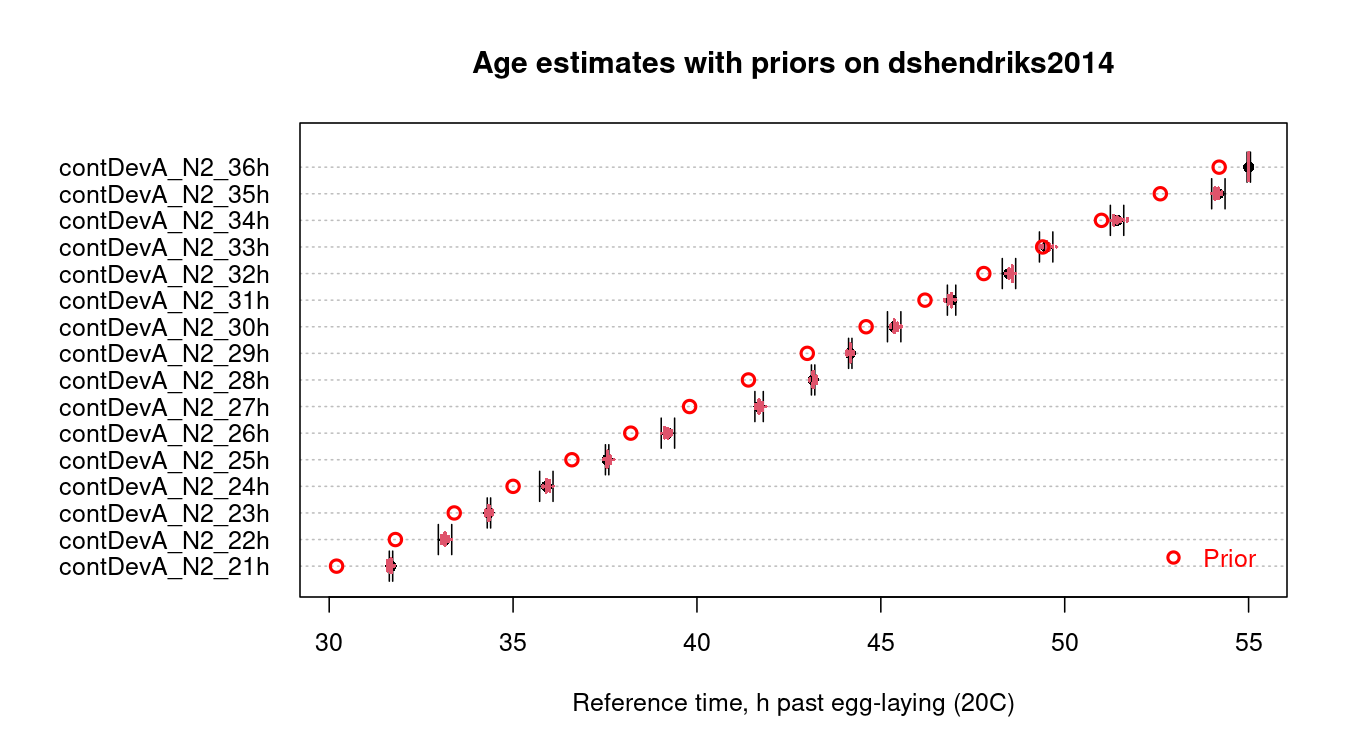 Age estimates with priors on dshendriks2014
contDevA_N2_36h
contDevA_N2_35h
contDevA_N2_34h
contDevA_N2_33h
contDevA_N2_32h
contDevA_N2_31h
contDevA_N2_30h
contDevA_N2_29h
contDevA_N2_28h
contDevA_N2_27h
contDevA_N2_26h
contDevA_N2_25h
contDevA_N2_24h
contDevA_N2_23h
contDevA_N2_22h
contDevA_N2_21h
Prior
30 35 40 45 50 55
Reference time, h past egg-laying (20C)